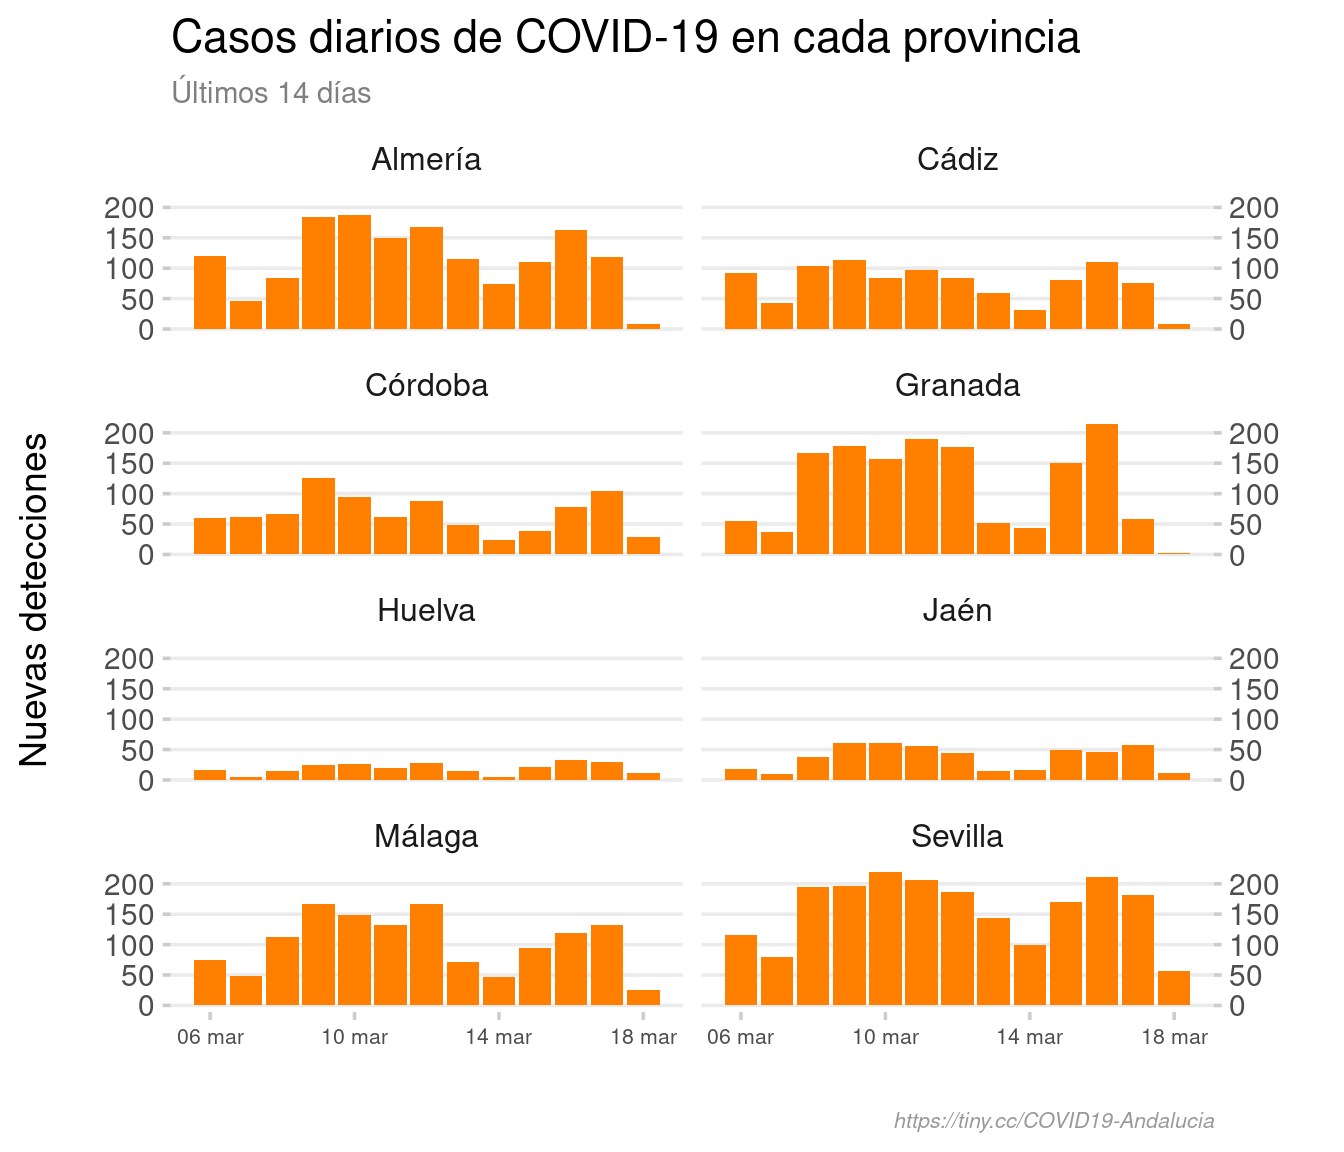 Casos diarios de COVID-19 en cada provincia
Últimos 14 días
Nuevas detecciones
Almería
Cádiz
200
150
100
50
0
200
150
100
50
0
Córdoba
Granada
200
150
100
50
0
200
150
100
50
0
Huelva
Jaén
200
150
100
50
0
200
150
100
50
0
Málaga
Sevilla
200
150
100
50
0
200
150
100
50
0
06 mar 10 mar 14 mar 18 mar
06 mar 10 mar 14 mar 18 mar
https://tiny.cc/COVID19-Andalucia